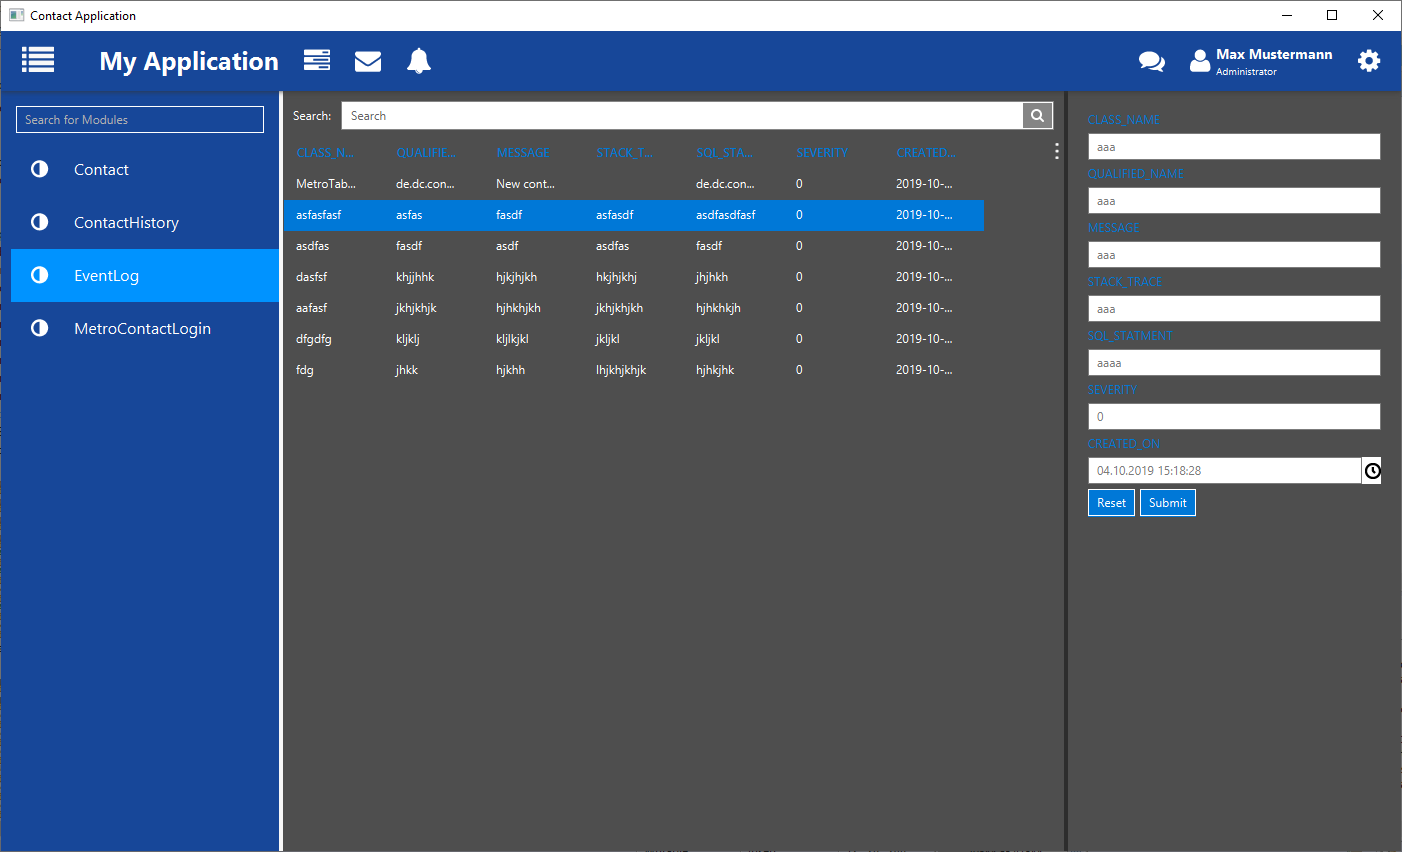 Contact Application
My Application
Max Mustermann
Administrator
Search for Modules
Contact
ContactHistory
EventLog
MetroContactLogin
Search: Search
CLASS_N... QUALIFIE... MESSAGE STACK_T... SQL_STA... SEVERITY CREATED...
MetroTab... de.dc.con... New cont... de.dc.con... 0 2019-10-...
asfasfasf asfas fasdf asfasdf asdfasdfasf 0 2019-10-...
asdfas fasdf asdf asdfas fasdf 0 2019-10-...
dasfsf khjjhhk hjkjhjkh hkjhjkhj jhjhkh 0 2019-10-...
aafasf jkhjkhjk hjhkhjkh jkhjkhjkh hjhkhkjh 0 2019-10-...
dfgdfg kljklj kljlkjkl jkljkl jkljkl 0 2019-10-...
fdg jhkk hjkhh lhjkhjkhjk hjhkjhk 0 2019-10-...
CLASS_NAME
aaa
QUALIFIED_NAME
aaa
MESSAGE
aaa
STACK_TRACE
aaa
SQL_STATMENT
aaaa
SEVERITY
0
CREATED_ON
04.10.2019 15:18:28
Reset Submit